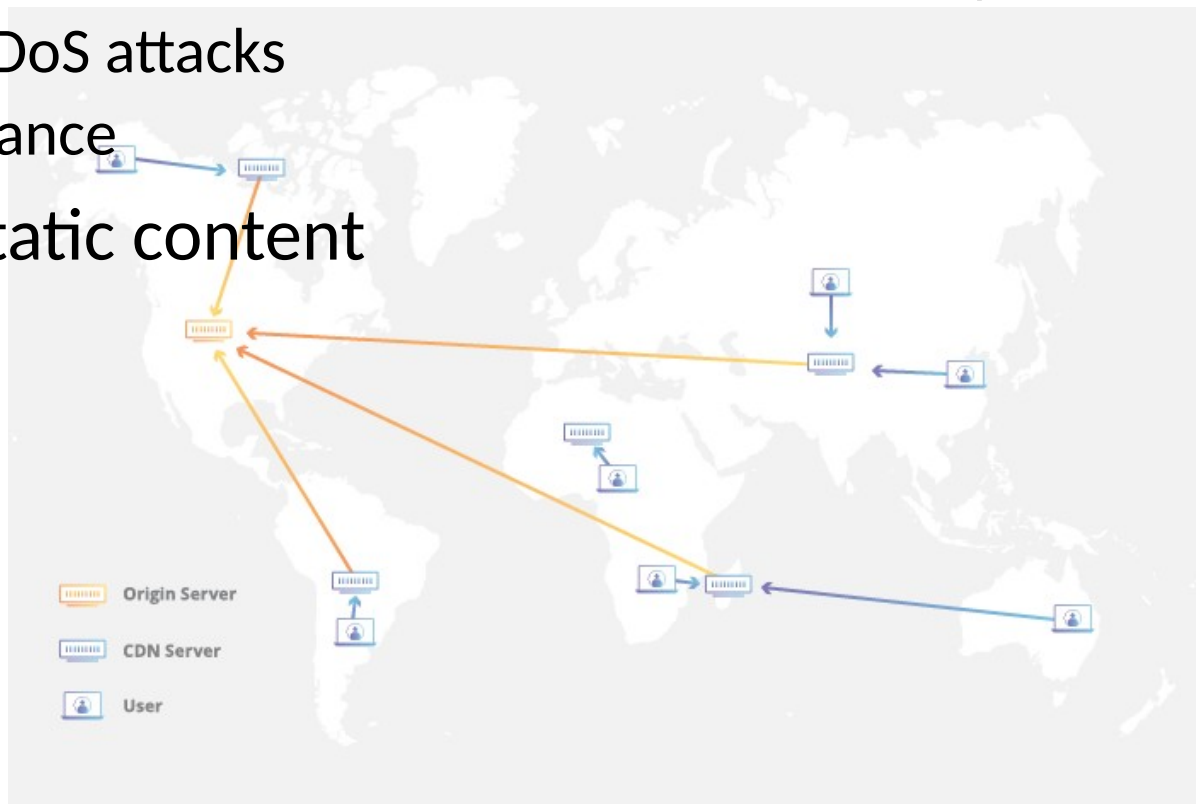 DoS attacks
ance
tatic content
Origin Server
CDN Server
User